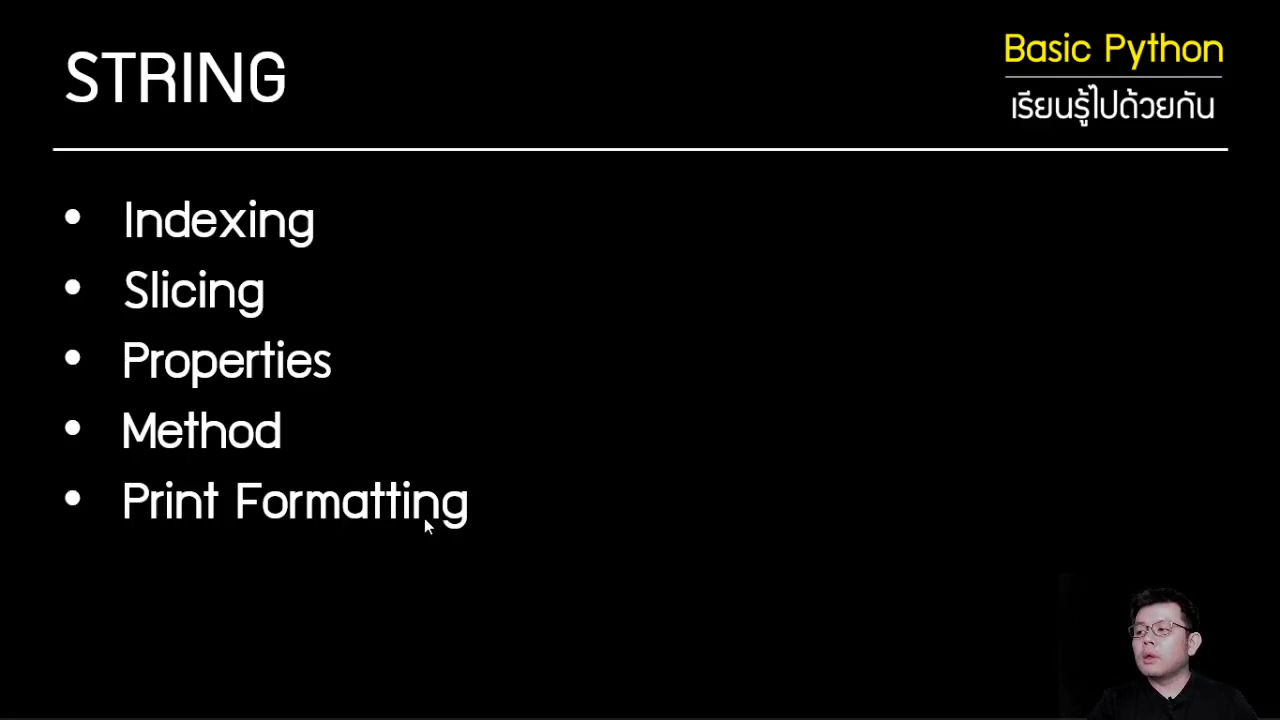 STRING
Basic Python
เรียนรู้ไปด้วยกัน
• Indexing
• Slicing
• Properties
• Method
• Print Formatting